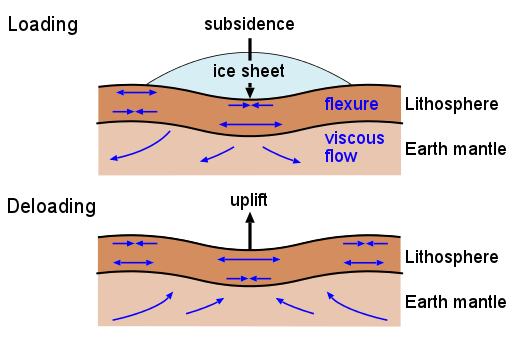 Loading
subsidence
ice sheet
flexure
Lithosphere
viscous
flow
Earth mantle
Deloading
uplift
Lithosphere
Earth mantle